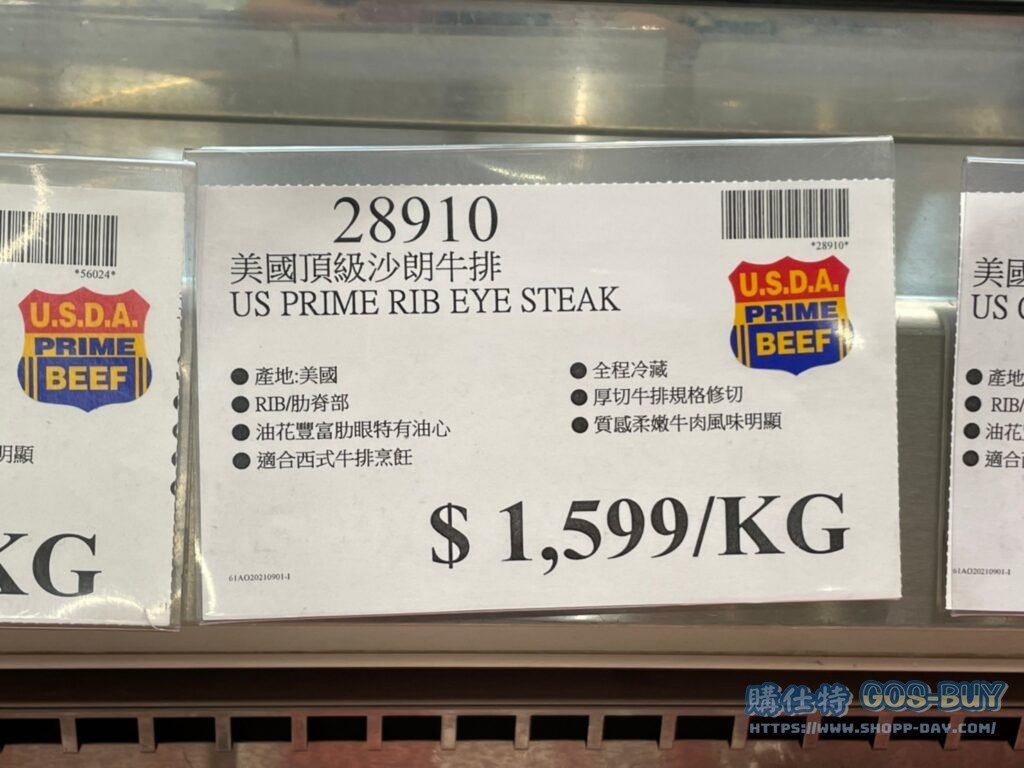 *56024*
U.S.D.A.
PRIME
BEEF
明顯
KG
28910
美國頂級沙朗牛排
US PRIME RIB EYE STEAK
*28910*
U.S.D.A.
PRIME
BEEF
● 產地:美國
● RIB/肋脊部
● 油花豐富肋眼特有油心
● 適合西式牛排烹飪
● 全程冷藏
● 厚切牛排規格修切
● 質感柔嫩牛肉風味明顯
$ 1,599/KG
61AO20210901-I
美國
US
● 產地
● RIB/
● 油花
● 適合
61AO20210901-I
購仕特 GOS-BUY
HTTPS://WWW.SHOPP-DAY.COM/